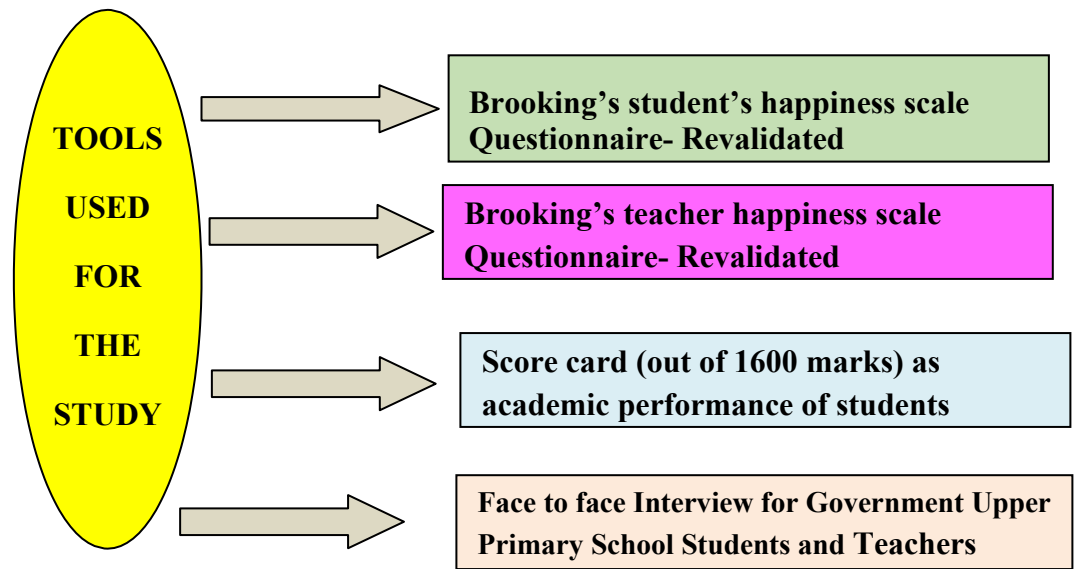 TOOLS
USED
FOR
THE
STUDY
Brooking’s student’s happiness scale
Questionnaire- Revalidated
Brooking’s teacher happiness scale
Questionnaire- Revalidated
Score card (out of 1600 marks) as
academic performance of students
Face to face Interview for Government Upper
Primary School Students and Teachers